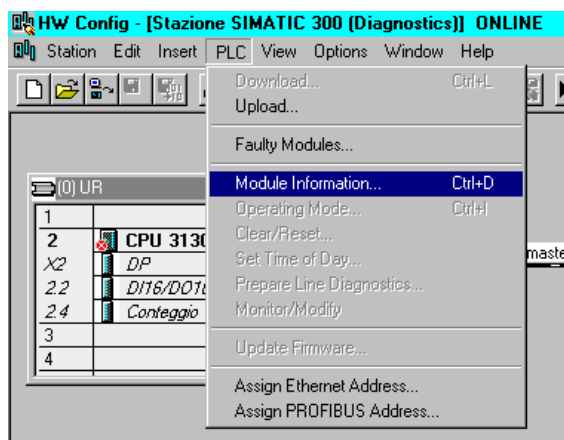 HW Config - [Stazione SIMATIC 300 (Diagnostics)] ONLINE
Station Edit Insert PLC View Options Window Help
Download... Ctrl+L
Upload...
Faulty Modules...
Module Information... Ctrl+D
Operating Mode... Ctrl+I
Clear/Reset...
Set Time of Day...
Prepare Line Diagnostics...
Monitor/Modify
Update Firmware...
Assign Ethernet Address...
Assign PROFIBUS Address...
(0) UR
1
2 CPU 313C
X2 DP
2.2 DI16/DO16
2.4 Conteggio
3
4
maste